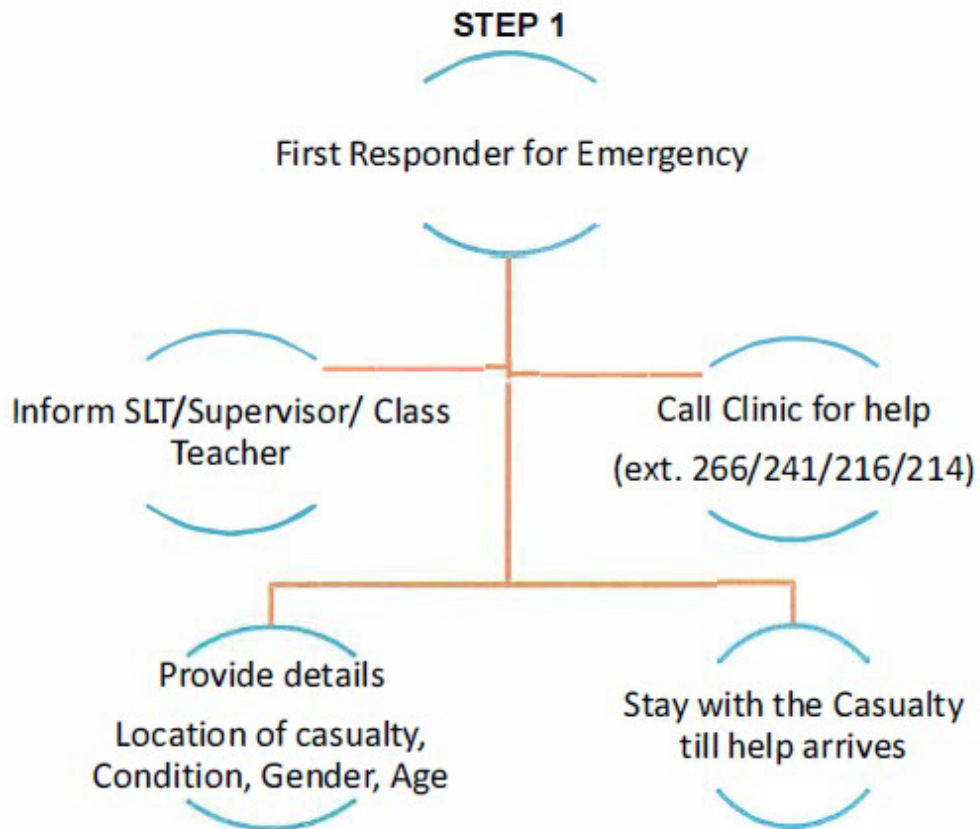 STEP 1
First Responder for Emergency
Inform SLT/Supervisor/ Class
Teacher
Call Clinic for help
(ext. 266/241/216/214)
Provide details
Location of casualty,
Condition, Gender, Age
Stay with the Casualty
till help arrives